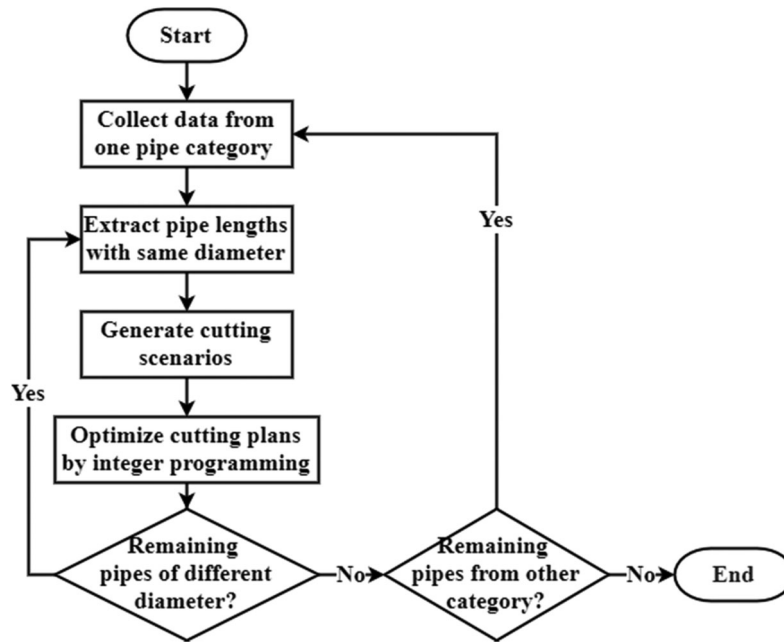 Start
Collect data from
one pipe category
Extract pipe lengths
with same diameter
Generate cutting
scenarios
Optimize cutting plans
by integer programming
Remaining
pipes of different
diameter?
Yes
No
Remaining
pipes from other
category?
Yes
No
End